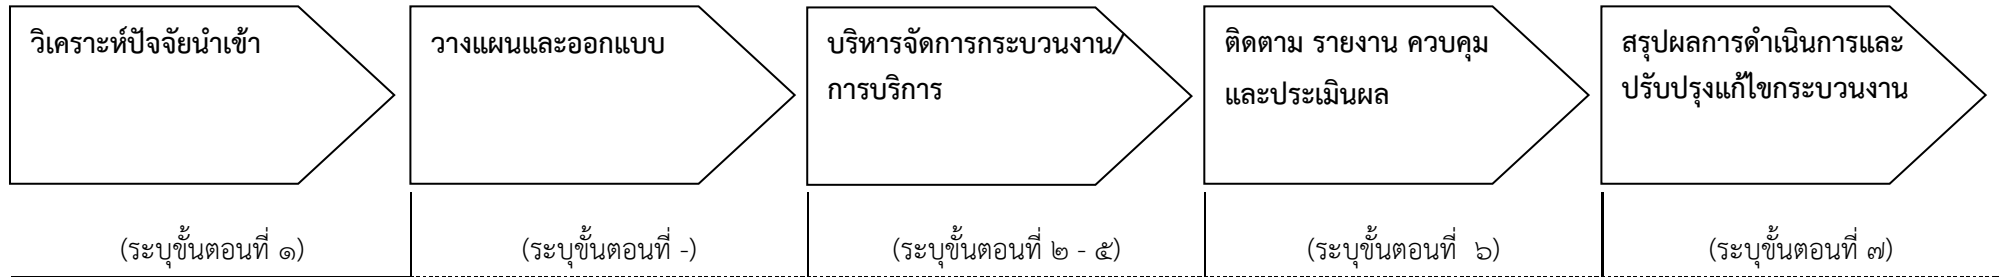 วิเคราะห์ปัจจัยนำเข้า
วางแผนและออกแบบ
บริหารจัดการกระบวนงาน/
การบริการ
ติดตาม รายงาน ควบคุม
และประเมินผล
สรุปผลการดำเนินการและ
ปรับปรุงแก้ไขกระบวนงาน
(ระบุขั้นตอนที่ ๑)
(ระบุขั้นตอนที่ -)
(ระบุขั้นตอนที่ ๒ - ๕)
(ระบุขั้นตอนที่ ๖)
(ระบุขั้นตอนที่ ๗)